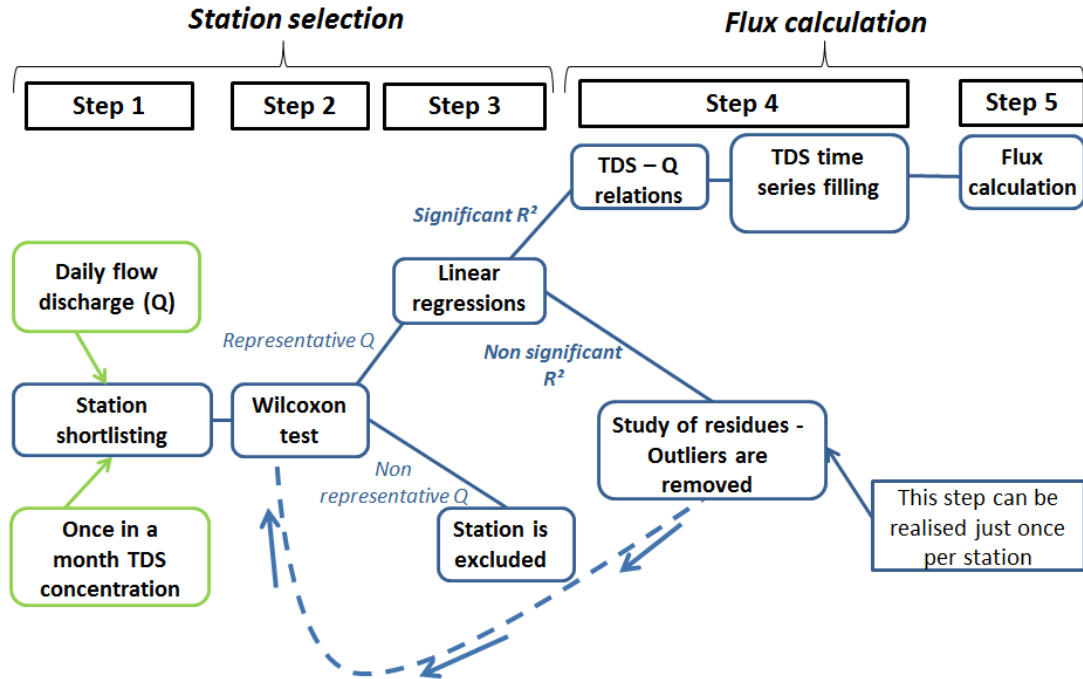 Station selection
Flux calculation
Step 1
Step 2
Step 3
Step 4
Step 5
TDS – Q
relations
TDS time
series filling
Flux
calculation
Significant R²
Daily flow
discharge (Q)
Linear
regressions
Representative Q
Non significant
R²
Station
shortlisting
Wilcoxon
test
Study of residues -
Outliers are
removed
Non
representative Q
Once in a
month TDS
concentration
Station is
excluded
This step can be
realised just once
per station